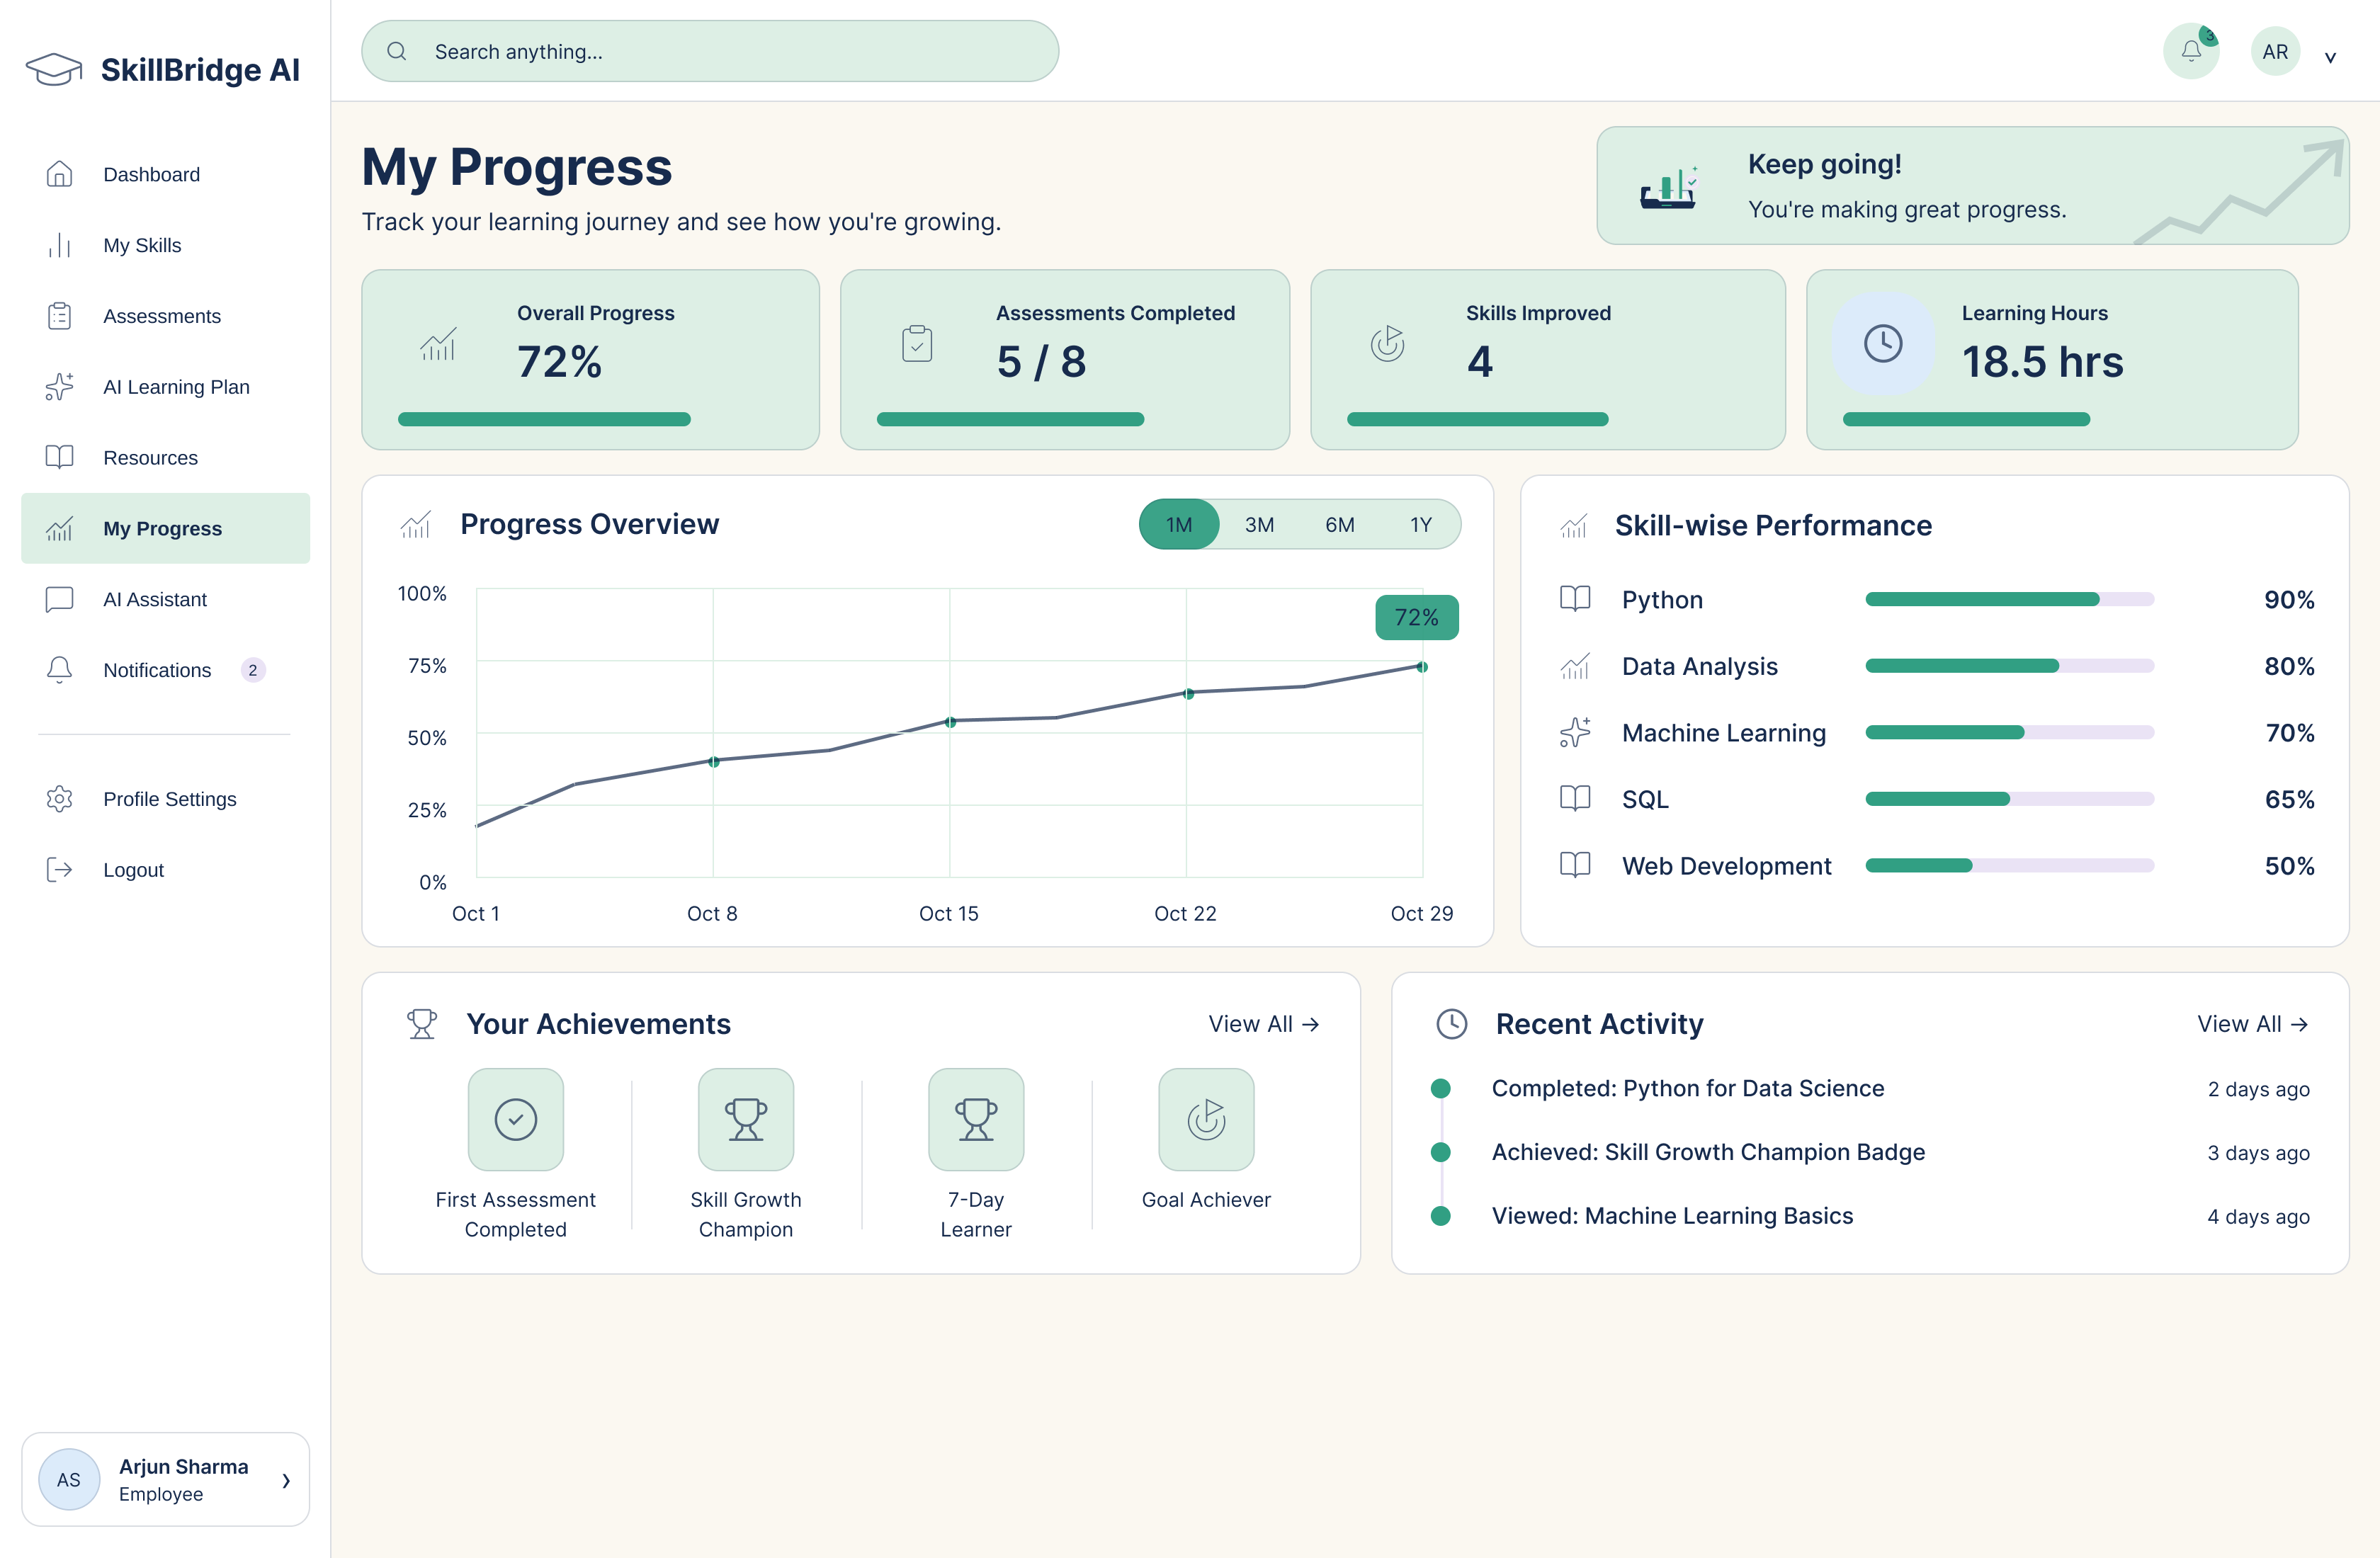 SkillBridge AI
Dashboard
My Skills
Assessments
AI Learning Plan
Resources
My Progress
AI Assistant
Notifications 2
Profile Settings
Logout
AS
Arjun Sharma
Employee
Search anything...
3
AR
My Progress
Track your learning journey and see how you're growing.
Keep going!
You're making great progress.
Overall Progress
72%
Assessments Completed
5 / 8
Skills Improved
4
Learning Hours
18.5 hrs
Progress Overview
1M 3M 6M 1Y
100%
75%
50%
25%
0%
72%
Oct 1 Oct 8 Oct 15 Oct 22 Oct 29
Skill-wise Performance
Python 90%
Data Analysis 80%
Machine Learning 70%
SQL 65%
Web Development 50%
Your Achievements View All →
First Assessment
Completed
Skill Growth
Champion
7-Day
Learner
Goal Achiever
Recent Activity View All →
Completed: Python for Data Science 2 days ago
Achieved: Skill Growth Champion Badge 3 days ago
Viewed: Machine Learning Basics 4 days ago